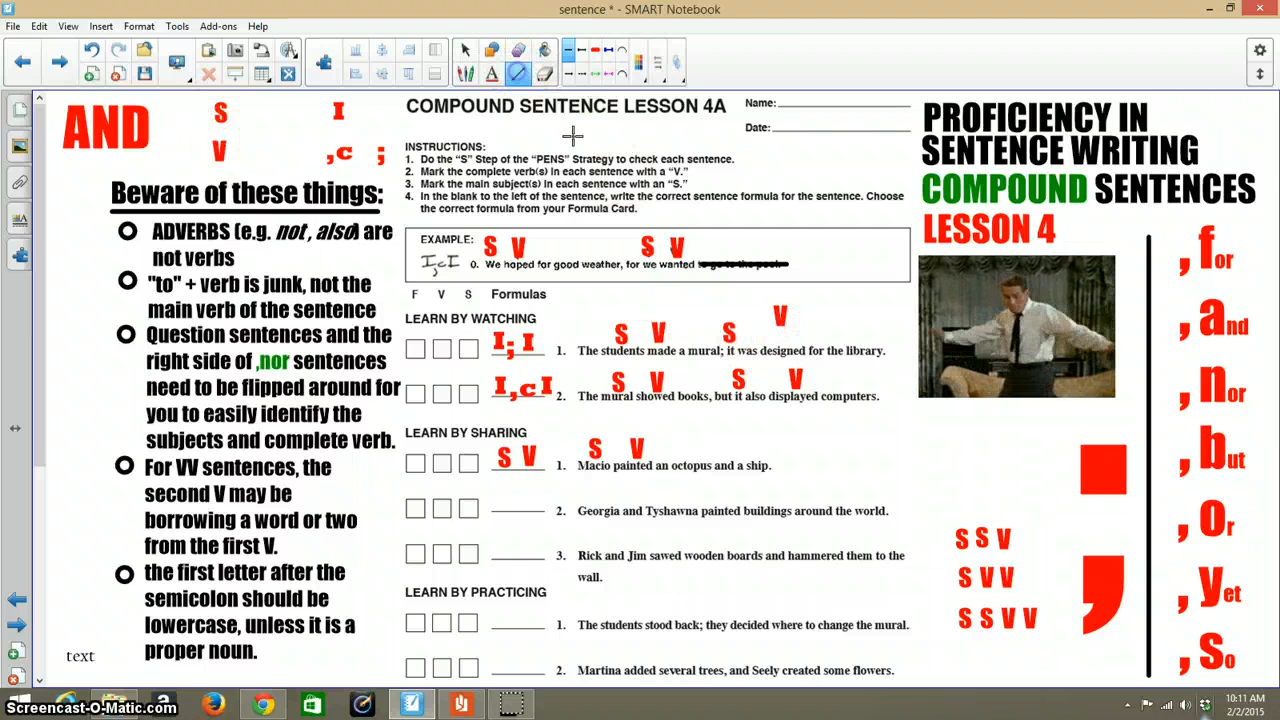 sentence * - SMART Notebook
File Edit View Insert Format Tools Add-ons Help
AND
S I
V ,c ;
Beware of these things:
ADVERBS (e.g. not, also) are
not verbs
"to" + verb is junk, not the
main verb of the sentence
Question sentences and the
right side of ,nor sentences
need to be flipped around for
you to easily identify the
subjects and complete verb.
For VV sentences, the
second V may be
borrowing a word or two
from the first V.
the first letter after the
semicolon should be
lowercase, unless it is a
proper noun.
text
COMPOUND SENTENCE LESSON 4A
Name:
Date:
INSTRUCTIONS:
1. Do the “S” Step of the “PENS” Strategy to check each sentence.
2. Mark the complete verb(s) in each sentence with a “V.”
3. Mark the main subject(s) in each sentence with an “S.”
4. In the blank to the left of the sentence, write the correct sentence formula for the sentence. Choose
the correct formula from your Formula Card.
EXAMPLE: S V S V
I,cI 0. We hoped for good weather, for we wanted
F V S Formulas
LEARN BY WATCHING
S V S V
I; I 1. The students made a mural; it was designed for the library.
S V S V
I,c I 2. The mural showed books, but it also displayed computers.
LEARN BY SHARING
S V
S V 1. Macio painted an octopus and a ship.
2. Georgia and Tyshawna painted buildings around the world.
3. Rick and Jim sawed wooden boards and hammered them to the
wall.
LEARN BY PRACTICING
1. The students stood back; they decided where to change the mural.
2. Martina added several trees, and Seely created some flowers.
PROFICIENCY IN
SENTENCE WRITING
COMPOUND SENTENCES
LESSON 4
S S V
S V V
S S V V
,
, for
, and
, nor
, but
, or
, yet
, so
Screencast-O-Matic.com
10:11 AM
2/2/2015